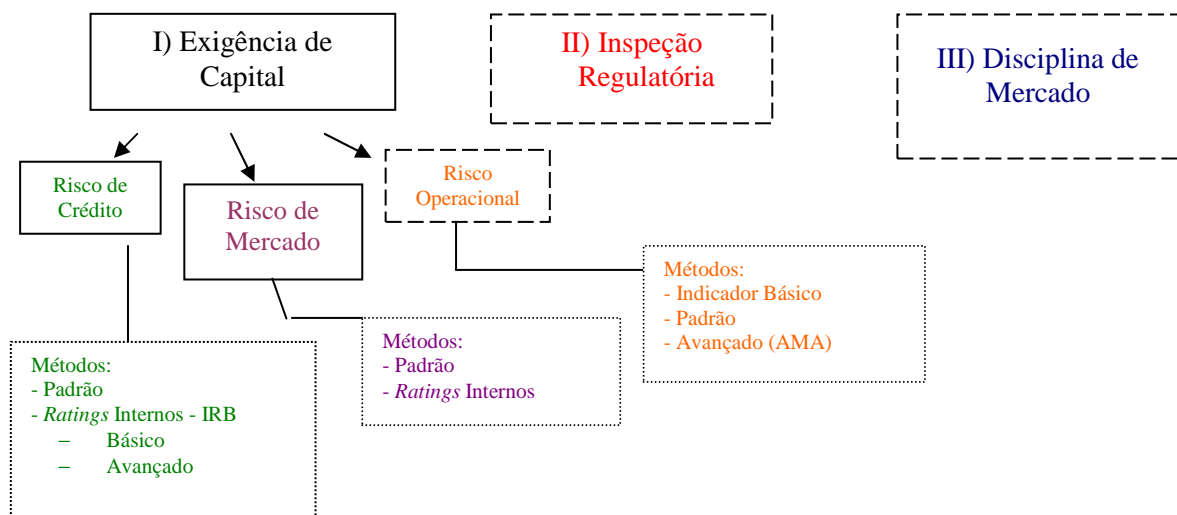 I) Exigência de
Capital
II) Inspeção
Regulatória
III) Disciplina de
Mercado
Risco de
Crédito
Risco de
Mercado
Risco
Operacional
Métodos:
- Padrão
- Ratings Internos - IRB
– Básico
– Avançado
Métodos:
- Padrão
- Ratings Internos
Métodos:
- Indicador Básico
- Padrão
- Avançado (AMA)